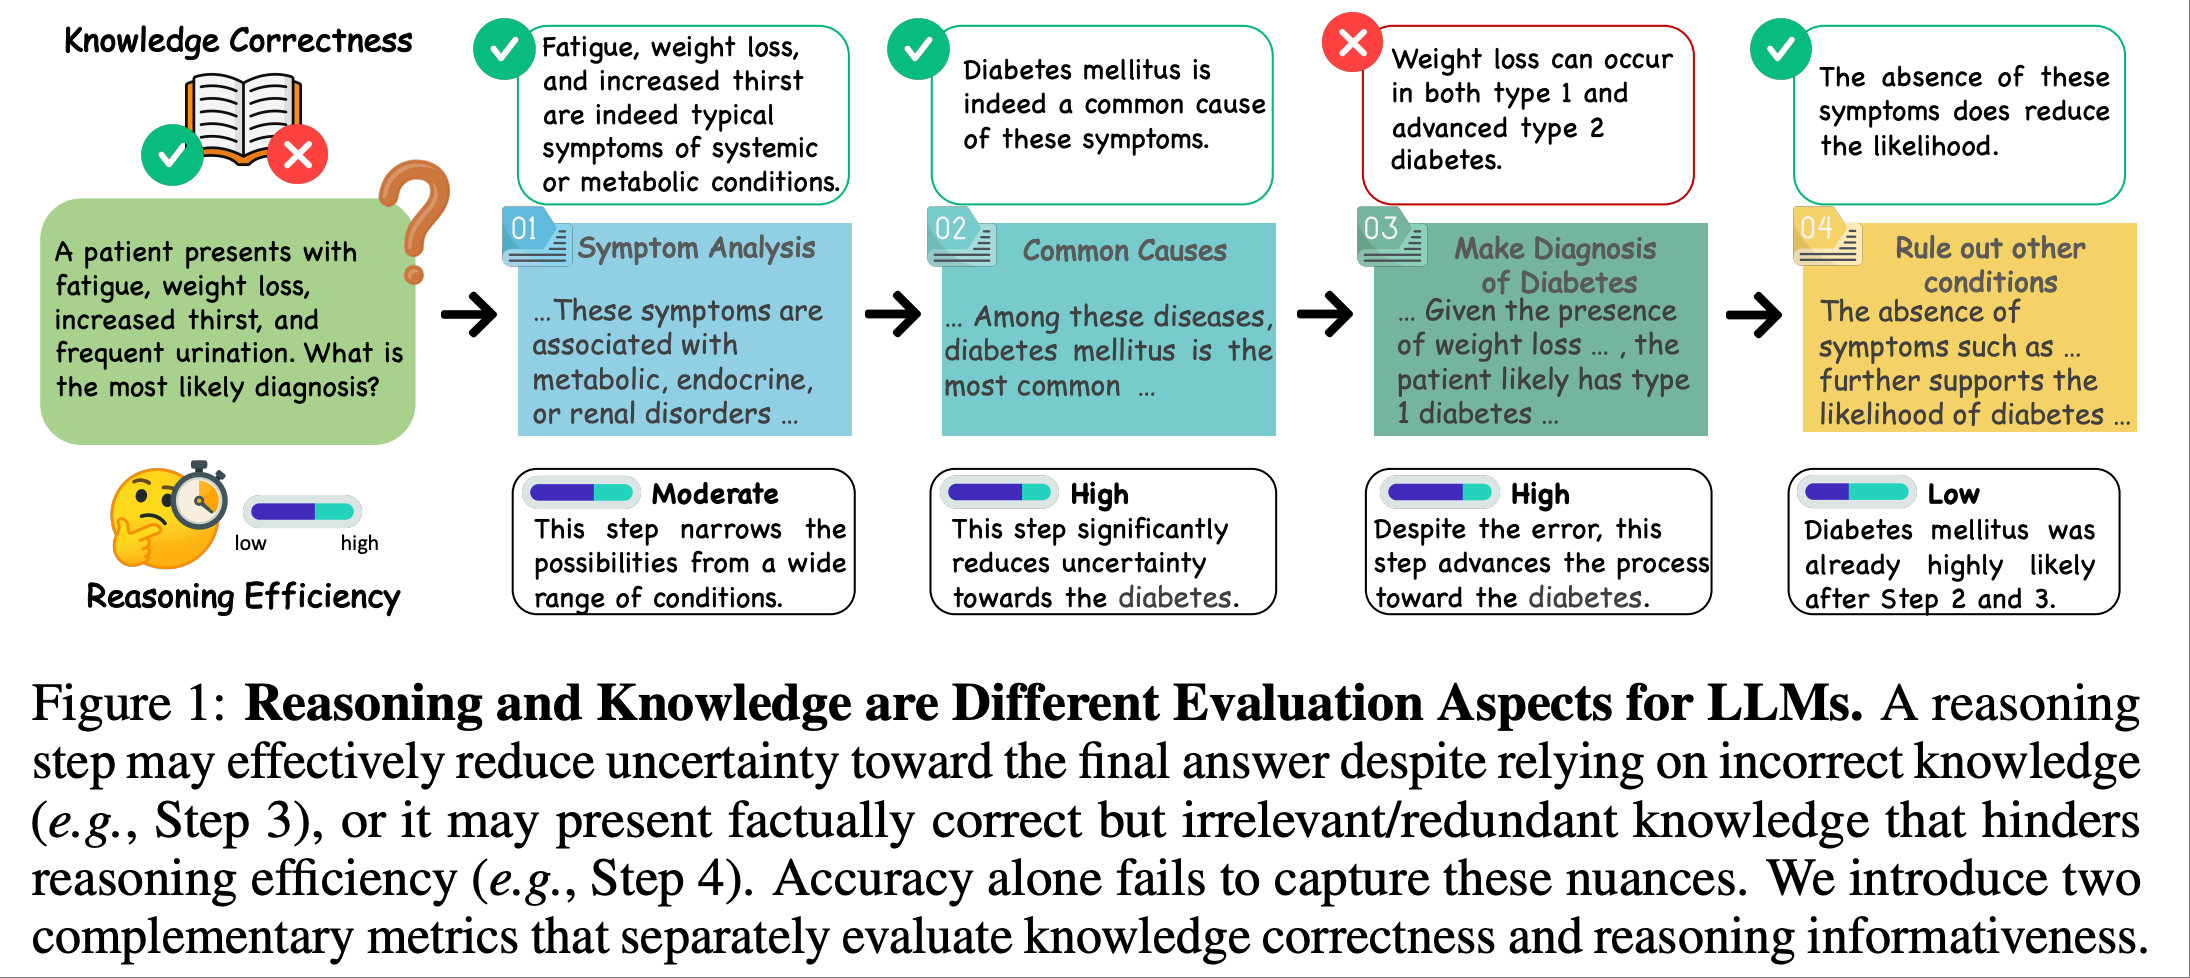 Knowledge Correctness
A patient presents with
fatigue, weight loss,
increased thirst, and
frequent urination. What is
the most likely diagnosis?
low
high
Reasoning Efficiency
Fatigue, weight loss,
and increased thirst
are indeed typical
symptoms of systemic
or metabolic conditions.
01
Symptom Analysis
...These symptoms are
associated with
metabolic, endocrine,
or renal disorders ...
Moderate
This step narrows the
possibilities from a wide
range of conditions.
Diabetes mellitus is
indeed a common cause
of these symptoms.
02
Common Causes
... Among these diseases,
diabetes mellitus is the
most common ...
High
This step significantly
reduces uncertainty
towards the diabetes.
Weight loss can occur
in both type 1 and
advanced type 2
diabetes.
03
Make Diagnosis
of Diabetes
... Given the presence
of weight loss ... , the
patient likely has type
1 diabetes ...
High
Despite the error, this
step advances the process
toward the diabetes.
The absence of these
symptoms does reduce
the likelihood.
04
Rule out other
conditions
The absence of
symptoms such as ...
further supports the
likelihood of diabetes ...
Low
Diabetes mellitus was
already highly likely
after Step 2 and 3.
Figure 1: Reasoning and Knowledge are Different Evaluation Aspects for LLMs. A reasoning
step may effectively reduce uncertainty toward the final answer despite relying on incorrect knowledge
(e.g., Step 3), or it may present factually correct but irrelevant/redundant knowledge that hinders
reasoning efficiency (e.g., Step 4). Accuracy alone fails to capture these nuances. We introduce two
complementary metrics that separately evaluate knowledge correctness and reasoning informativeness.